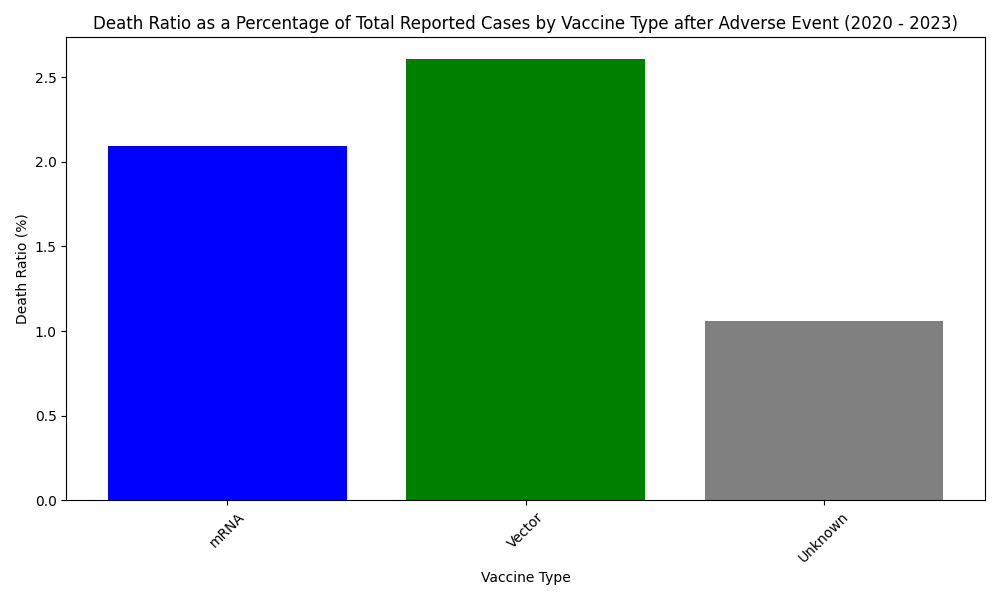 Death Ratio as a Percentage of Total Reported Cases by Vaccine Type after Adverse Event (2020 - 2023)
Death Ratio (%)
2.5
2.0
1.5
1.0
0.5
0.0
mRNA
Vector
Unknown
Vaccine Type